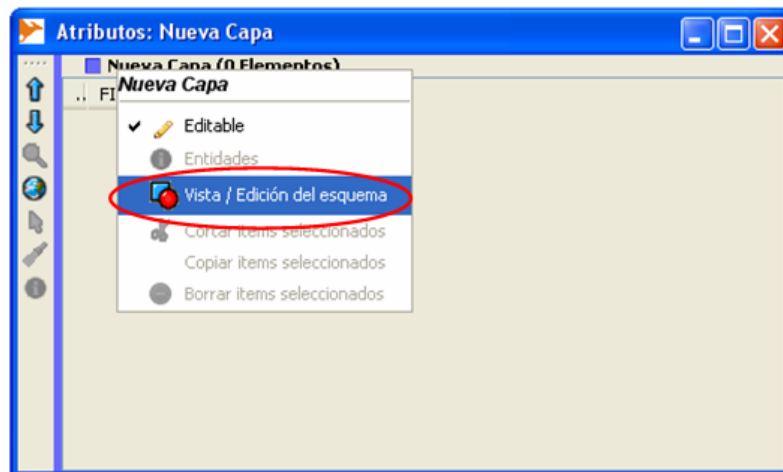 Atributos: Nueva Capa
Nueva Capa (0 Elementos)
.. FI
Nueva Capa
Editable
Entidades
Vista / Edición del esquema
Cortar items seleccionados
Copiar items seleccionados
Borrar items seleccionados